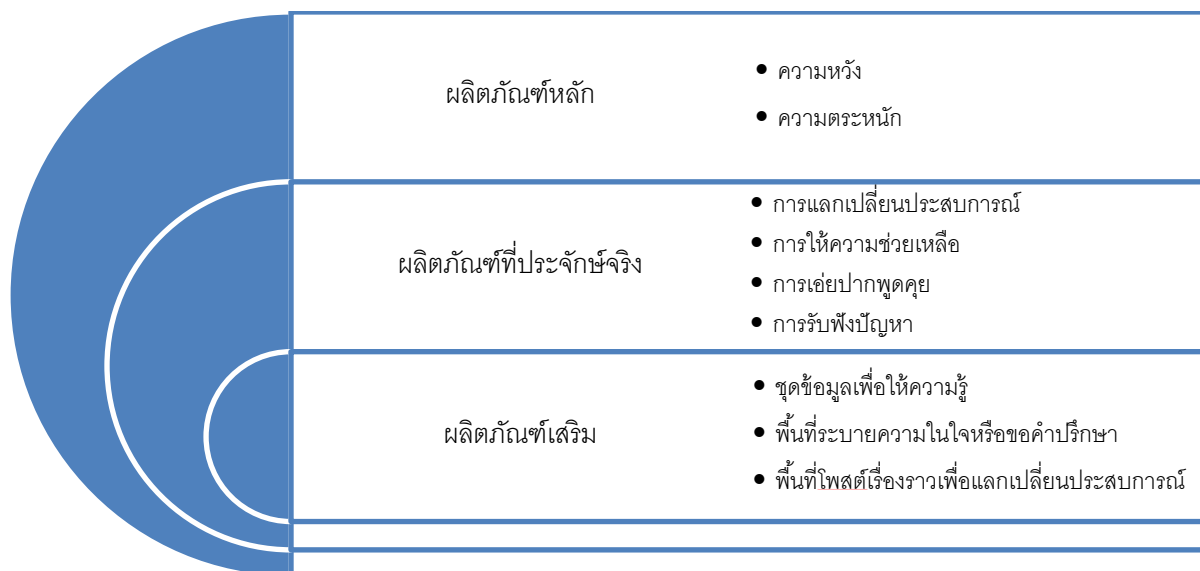 ผลิตภัณฑ์หลัก
• ความหวัง
• ความตระหนัก
ผลิตภัณฑ์ที่ประจักษ์จริง
• การแลกเปลี่ยนประสบการณ์
• การให้ความช่วยเหลือ
• การเอ่ยปากพูดคุย
• การรับฟังปัญหา
ผลิตภัณฑ์เสริม
• ชุดข้อมูลเพื่อให้ความรู้
• พื้นที่ระบายความในใจหรือขอคำปรึกษา
• พื้นที่โพสต์เรื่องราวเพื่อแลกเปลี่ยนประสบการณ์